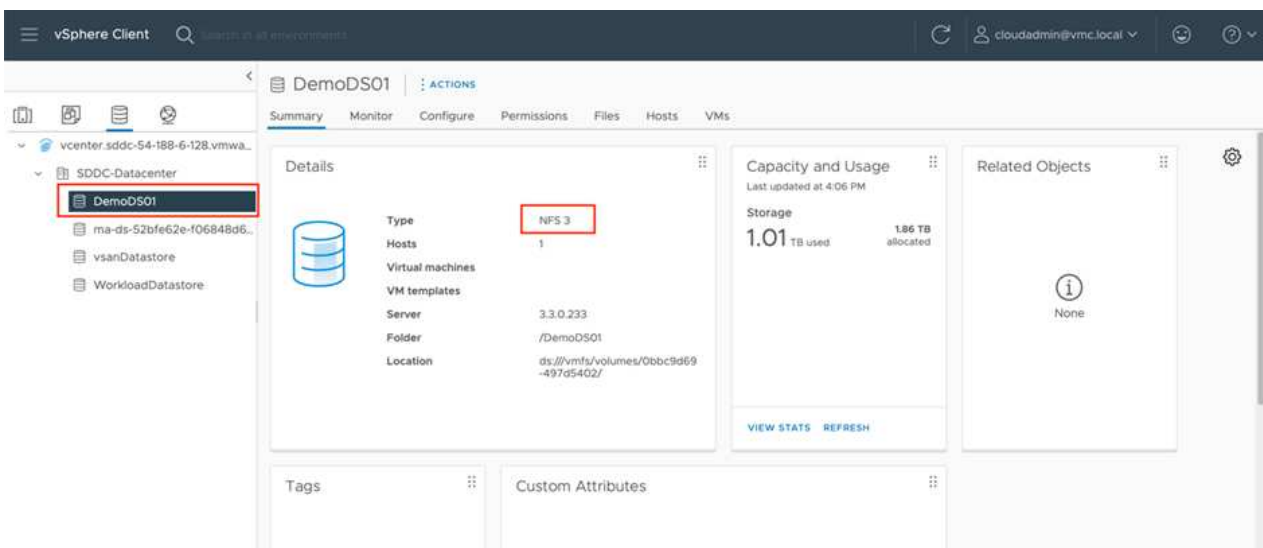 vSphere Client
Search in all environments
cloudadmin@vmc.local
DemoDS01
ACTIONS
Summary Monitor Configure Permissions Files Hosts VMs
vcenter.sddc-54-188-6-128.vmwa...
SDDC-Datacenter
DemoDS01
ma-ds-52bfe62e-f06848d6...
vsanDatastore
WorkloadDatastore
Details
Type NFS 3
Hosts 1
Virtual machines
VM templates
Server 3.3.0.233
Folder /DemoDS01
Location ds:///vmfs/volumes/0bbc9d69
-497d5402/
Capacity and Usage
Last updated at 4:06 PM
Storage
1.01 TB used
1.86 TB
allocated
VIEW STATS REFRESH
Related Objects
None
Tags
Custom Attributes